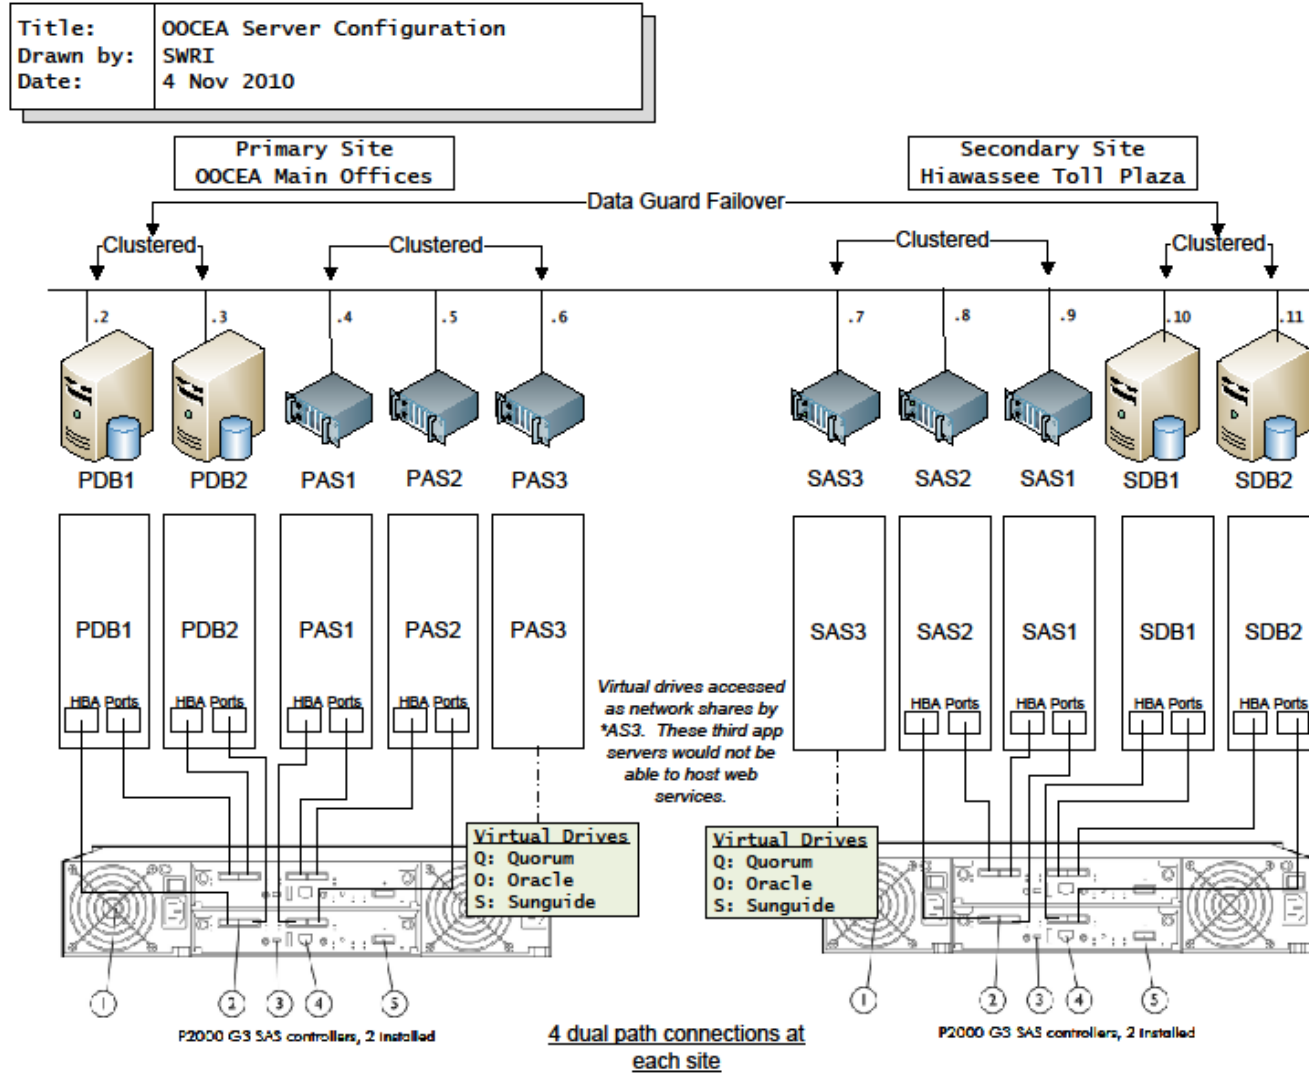 Title: OOCEA Server Configuration
Drawn by: SWRI
Date: 4 Nov 2010
Primary Site
OOCEA Main Offices
Secondary Site
Hiawassee Toll Plaza
Data Guard Failover
Clustered Clustered Clustered Clustered
.2 .3 .4 .5 .6 .7 .8 .9 .10 .11
PDB1 PDB2 PAS1 PAS2 PAS3 SAS3 SAS2 SAS1 SDB1 SDB2
PDB1 PDB2 PAS1 PAS2 PAS3 SAS3 SAS2 SAS1 SDB1 SDB2
HBA Ports HBA Ports HBA Ports HBA Ports HBA Ports HBA Ports HBA Ports HBA Ports
Virtual drives accessed
as network shares by
*AS3. These third app
servers would not be
able to host web
services.
Virtual Drives
Q: Quorum
O: Oracle
S: Sunguide
Virtual Drives
Q: Quorum
O: Oracle
S: Sunguide
1 2 3 4 5 1 2 3 4 5
P2000 G3 SAS controllers, 2 installed
P2000 G3 SAS controllers, 2 installed
4 dual path connections at
each site